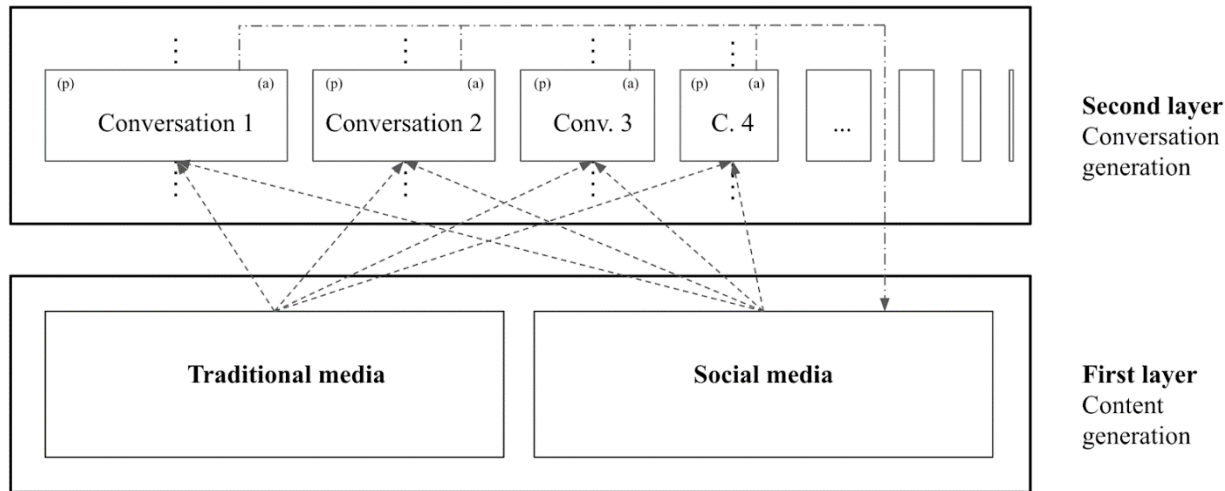 (p) (a)
Conversation 1
(p) (a)
Conversation 2
(p) (a)
Conv. 3
(p) (a)
C. 4
...
Second layer
Conversation
generation
Traditional media
Social media
First layer
Content
generation